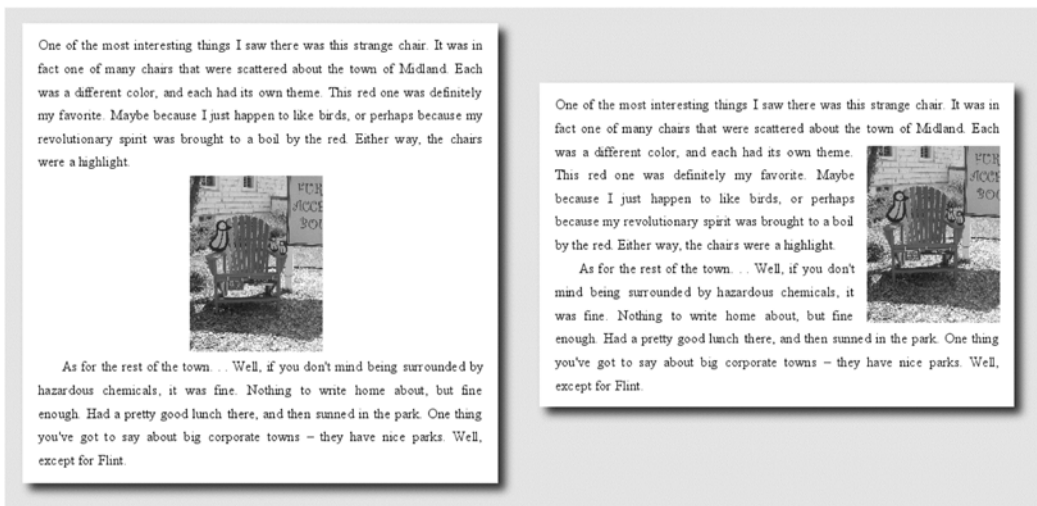 One of the most interesting things I saw there was this strange chair. It was in
fact one of many chairs that were scattered about the town of Midland. Each
was a different color, and each had its own theme. This red one was definitely
my favorite. Maybe because I just happen to like birds, or perhaps because my
revolutionary spirit was brought to a boil by the red. Either way, the chairs
were a highlight.
FUR
ACCE
BOU
As for the rest of the town. . . Well, if you don't mind being surrounded by
hazardous chemicals, it was fine. Nothing to write home about, but fine
enough. Had a pretty good lunch there, and then sunned in the park. One thing
you've got to say about big corporate towns – they have nice parks. Well,
except for Flint.
One of the most interesting things I saw there was this strange chair. It was in
fact one of many chairs that were scattered about the town of Midland. Each
was a different color, and each had its own theme.
This red one was definitely my favorite. Maybe
because I just happen to like birds, or perhaps
because my revolutionary spirit was brought to a boil
by the red. Either way, the chairs were a highlight.
FUR
ACCE
BOU
As for the rest of the town. . . Well, if you don't
mind being surrounded by hazardous chemicals, it
was fine. Nothing to write home about, but fine
enough. Had a pretty good lunch there, and then sunned in the park. One thing
you've got to say about big corporate towns – they have nice parks. Well,
except for Flint.